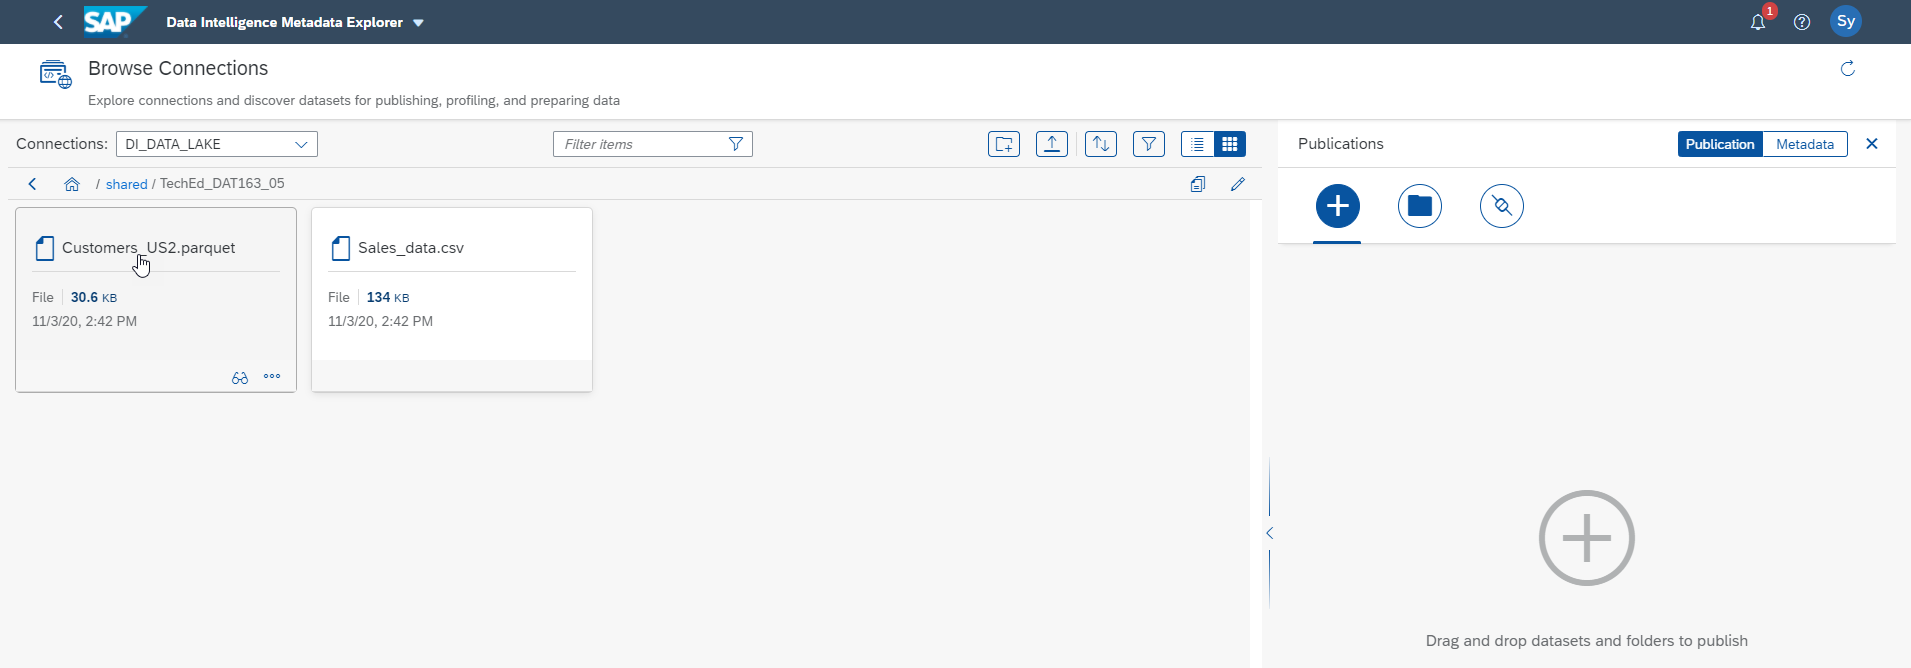 SAP Data Intelligence Metadata Explorer
1
Sy
Browse Connections
Explore connections and discover datasets for publishing, profiling, and preparing data
Connections: DI_DATA_LAKE
Filter items
/ shared / TechEd_DAT163_05
Customers_US2.parquet
File 30.6 KB
11/3/20, 2:42 PM
Sales_data.csv
File 134 KB
11/3/20, 2:42 PM
Publications
Publication Metadata
Drag and drop datasets and folders to publish